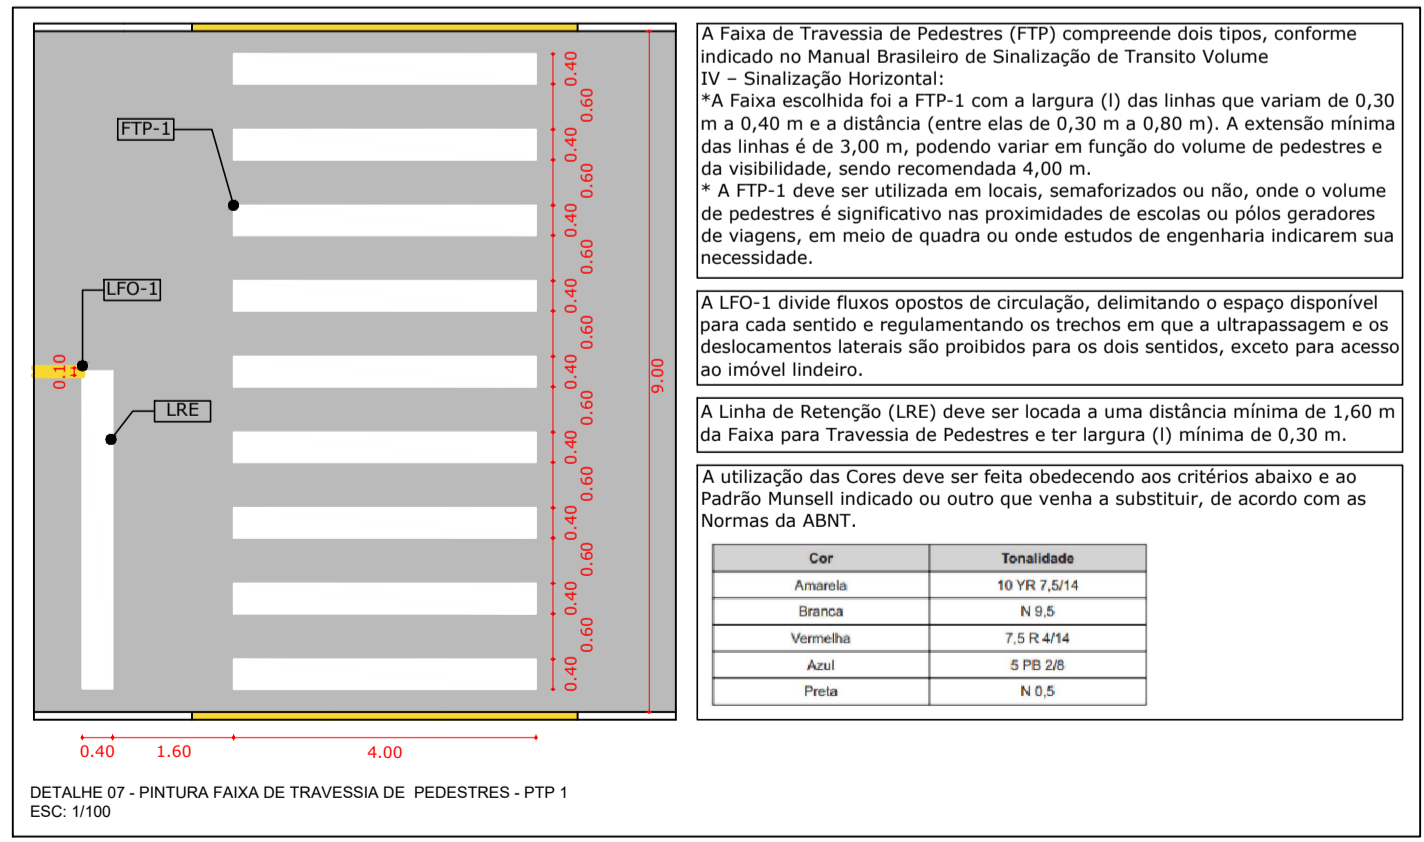 FTP-1
LFO-1
LRE
0.40
0.60
0.40
0.60
0.40
0.60
0.40
0.60
0.40
0.60
0.40
0.60
0.40
0.60
0.40
0.60
0.40
9.00
0.10
0.40
1.60
4.00
DETALHE 07 - PINTURA FAIXA DE TRAVESSIA DE PEDESTRES - PTP 1
ESC: 1/100
A Faixa de Travessia de Pedestres (FTP) compreende dois tipos, conforme
indicado no Manual Brasileiro de Sinalização de Transito Volume
IV – Sinalização Horizontal:
*A Faixa escolhida foi a FTP-1 com a largura (l) das linhas que variam de 0,30
m a 0,40 m e a distância (entre elas de 0,30 m a 0,80 m). A extensão mínima
das linhas é de 3,00 m, podendo variar em função do volume de pedestres e
da visibilidade, sendo recomendada 4,00 m.
* A FTP-1 deve ser utilizada em locais, semaforizados ou não, onde o volume
de pedestres é significativo nas proximidades de escolas ou pólos geradores
de viagens, em meio de quadra ou onde estudos de engenharia indicarem sua
necessidade.
A LFO-1 divide fluxos opostos de circulação, delimitando o espaço disponível
para cada sentido e regulamentando os trechos em que a ultrapassagem e os
deslocamentos laterais são proibidos para os dois sentidos, exceto para acesso
ao imóvel lindeiro.
A Linha de Retenção (LRE) deve ser locada a uma distância mínima de 1,60 m
da Faixa para Travessia de Pedestres e ter largura (l) mínima de 0,30 m.
A utilização das Cores deve ser feita obedecendo aos critérios abaixo e ao
Padrão Munsell indicado ou outro que venha a substituir, de acordo com as
Normas da ABNT.
Cor Tonalidade
Amarela 10 YR 7,5/14
Branca N 9,5
Vermelha 7,5 R 4/14
Azul 5 PB 2/8
Preta N 0,5